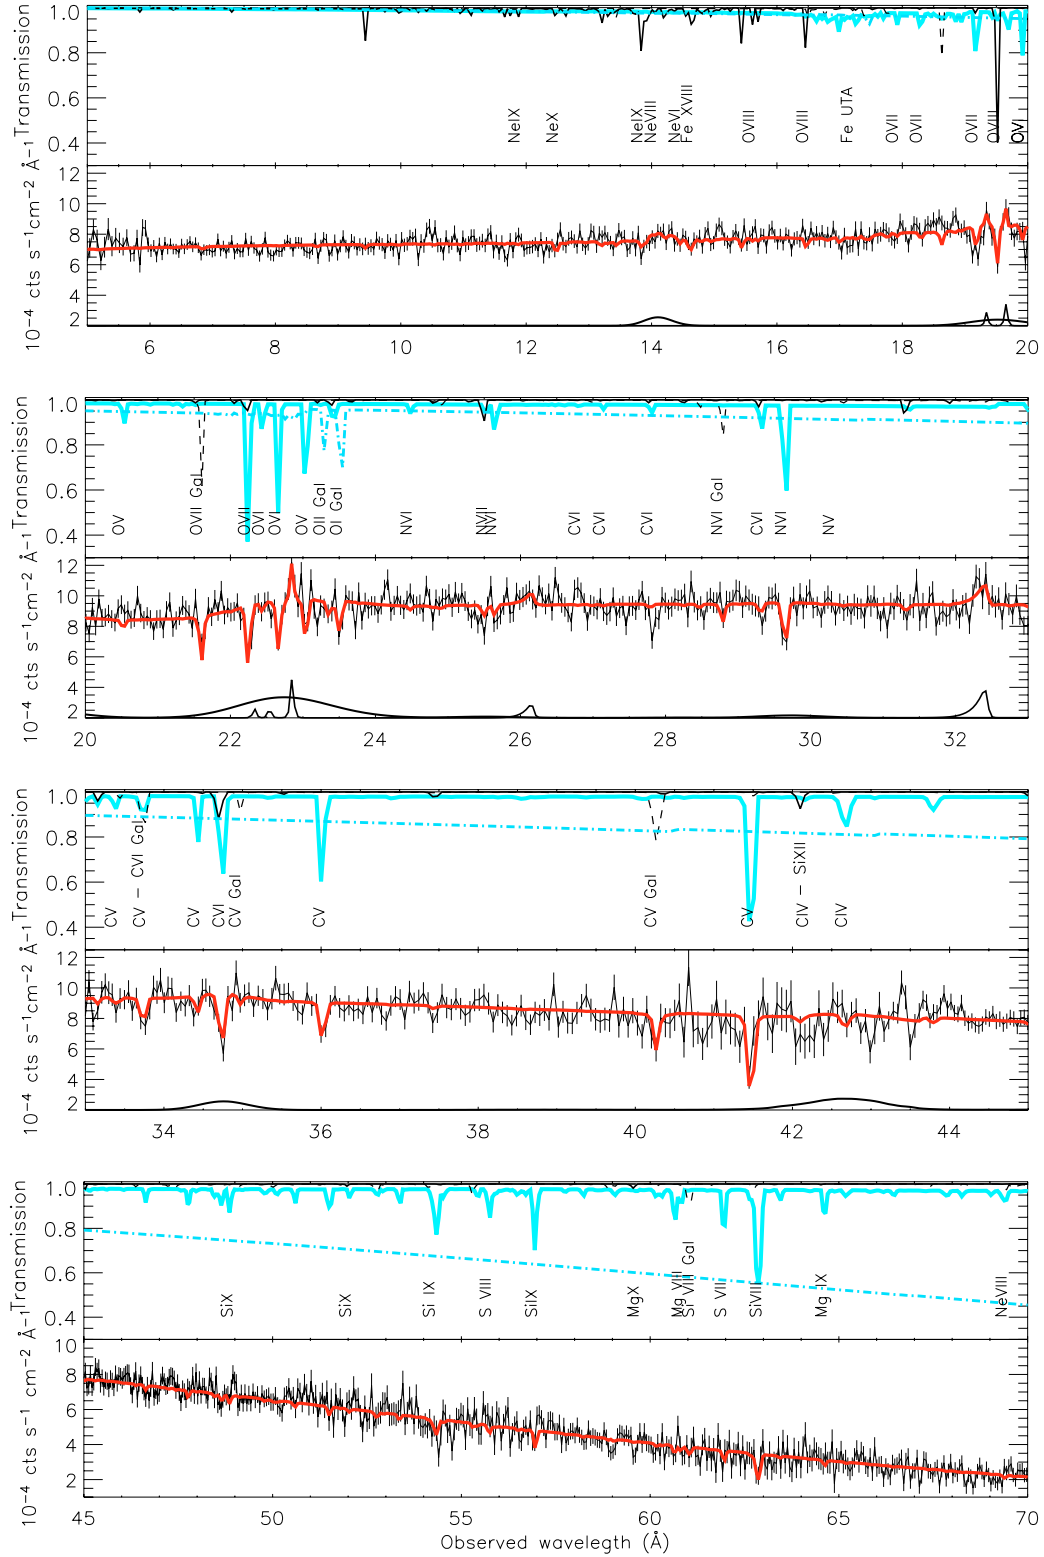 10−4 cts s−1cm−2 Å−1Transmission
1.0
0.8
0.6
0.4
NeIX
NeX
NeIX
NeVIII
NeVI
Fe XVIII
OVIII
OVIII
Fe UTA
OVII
OVII
OVII
OVIII
OVI
12
10
8
6
4
2
6 8 10 12 14 16 18 20
10−4 cts s−1cm−2 Å−1Transmission
1.0
0.8
0.6
0.4
OV
OVII Gal
OVII
OVI
OVI
OV
OII Gal
OI Gal
NVI
NVII
NVI
CVI
CVI
CVI
NVI Gal
CVI
NVI
NV
12
10
8
6
4
2
20 22 24 26 28 30 32
10−4 cts s−1cm−2 Å−1Transmission
1.0
0.8
0.6
0.4
CV
CV − CVI Gal
CV
CVI
CV Gal
CV
CV Gal
CV
CIV − SiXII
CIV
12
10
8
6
4
2
34 36 38 40 42 44
10−4 cts s−1 cm−2 Å−1Transmission
1.0
0.8
0.6
0.4
SiX
SiX
Si IX
S VIII
SiIX
MgX
Mg VIII
Si VIII Gal
S VII
SiVIII
Mg IX
NeVIII
10
8
6
4
2
45 50 55 60 65 70
Observed wavelegth (Å)